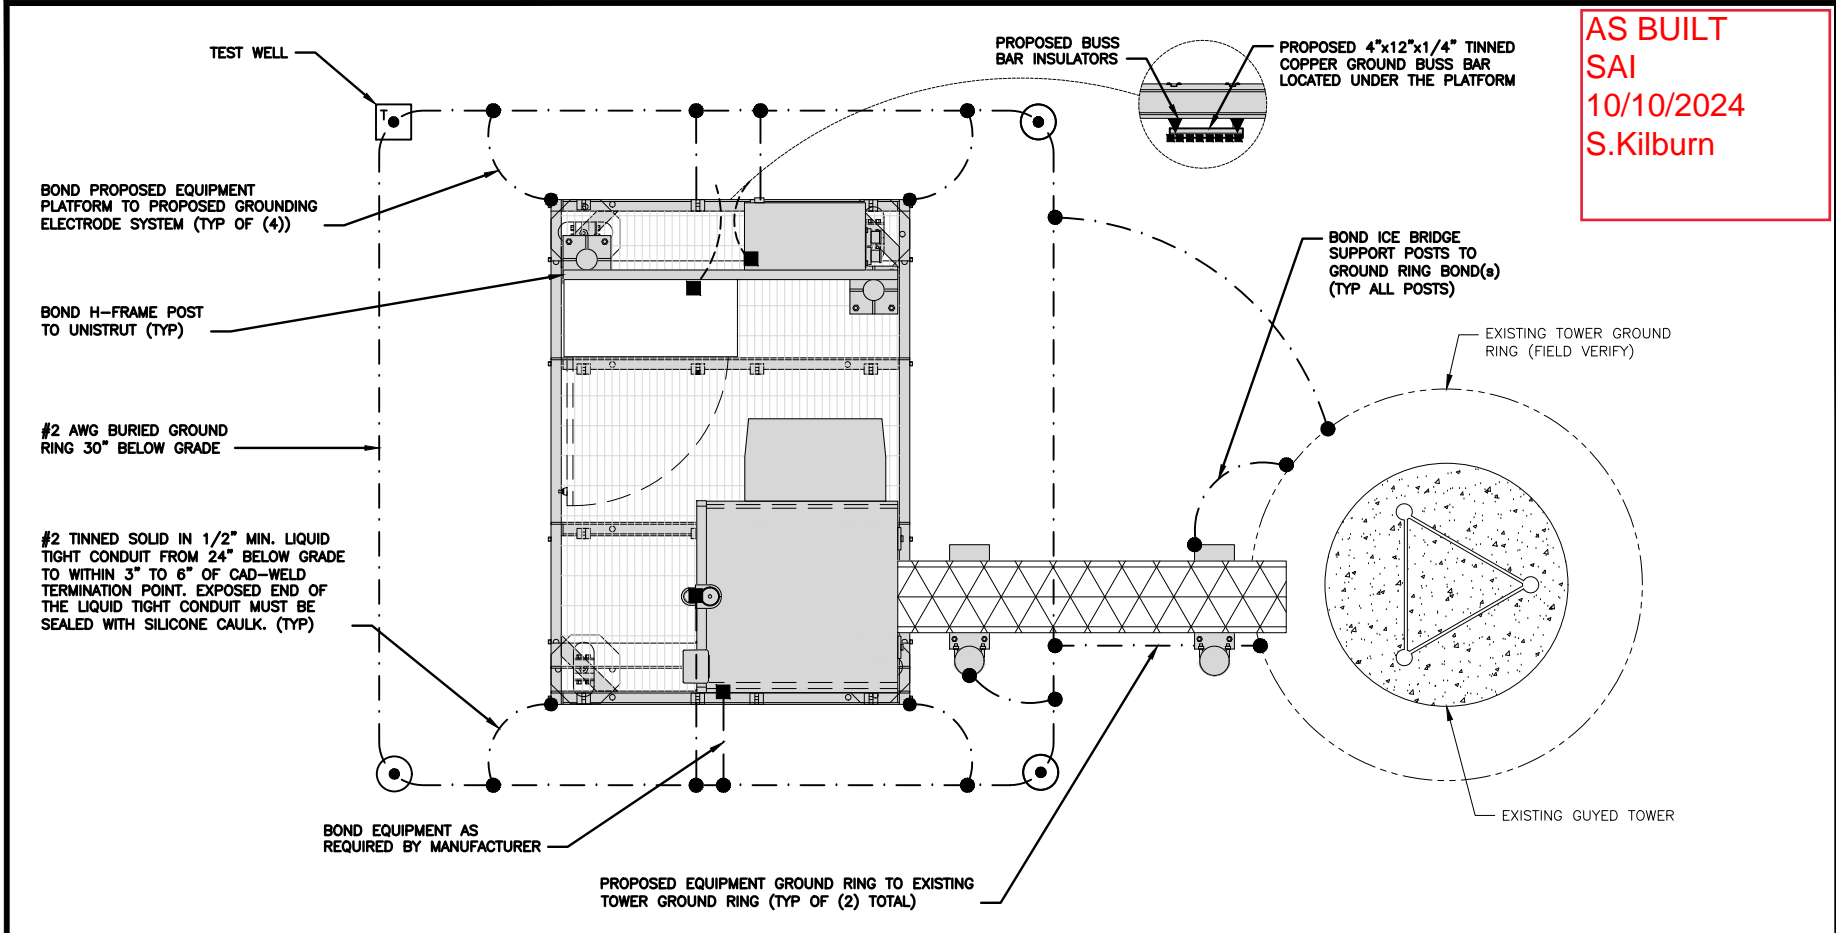 TEST WELL
T
PROPOSED BUSS
BAR INSULATORS
PROPOSED 4"x12"x1/4" TINNED
COPPER GROUND BUSS BAR
LOCATED UNDER THE PLATFORM
AS BUILT
SAI
10/10/2024
S.Kilburn
BOND PROPOSED EQUIPMENT
PLATFORM TO PROPOSED GROUNDING
ELECTRODE SYSTEM (TYP OF (4))
BOND ICE BRIDGE
SUPPORT POSTS TO
GROUND RING BOND(s)
(TYP ALL POSTS)
BOND H-FRAME POST
TO UNISTRUT (TYP)
EXISTING TOWER GROUND
RING (FIELD VERIFY)
#2 AWG BURIED GROUND
RING 30" BELOW GRADE
#2 TINNED SOLID IN 1/2" MIN. LIQUID
TIGHT CONDUIT FROM 24" BELOW GRADE
TO WITHIN 3" TO 6" OF CAD-WELD
TERMINATION POINT. EXPOSED END OF
THE LIQUID TIGHT CONDUIT MUST BE
SEALED WITH SILICONE CAULK. (TYP)
BOND EQUIPMENT AS
REQUIRED BY MANUFACTURER
EXISTING GUYED TOWER
PROPOSED EQUIPMENT GROUND RING TO EXISTING
TOWER GROUND RING (TYP OF (2) TOTAL)